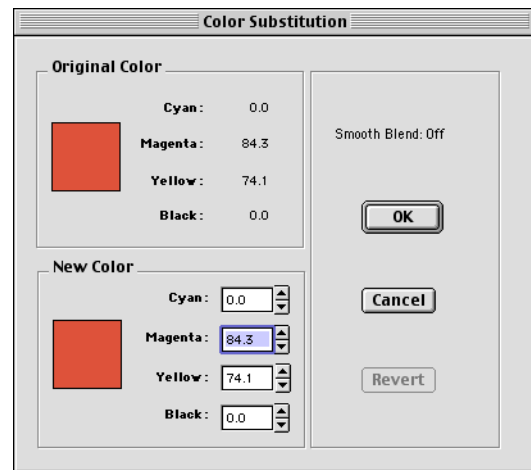 Color Substitution
Original Color
Cyan: 0.0
Magenta: 84.3
Yellow: 74.1
Black: 0.0
Smooth Blend: Off
OK
New Color
Cyan: 0.0
Magenta: 84.3
Yellow: 74.1
Black: 0.0
Cancel
Revert